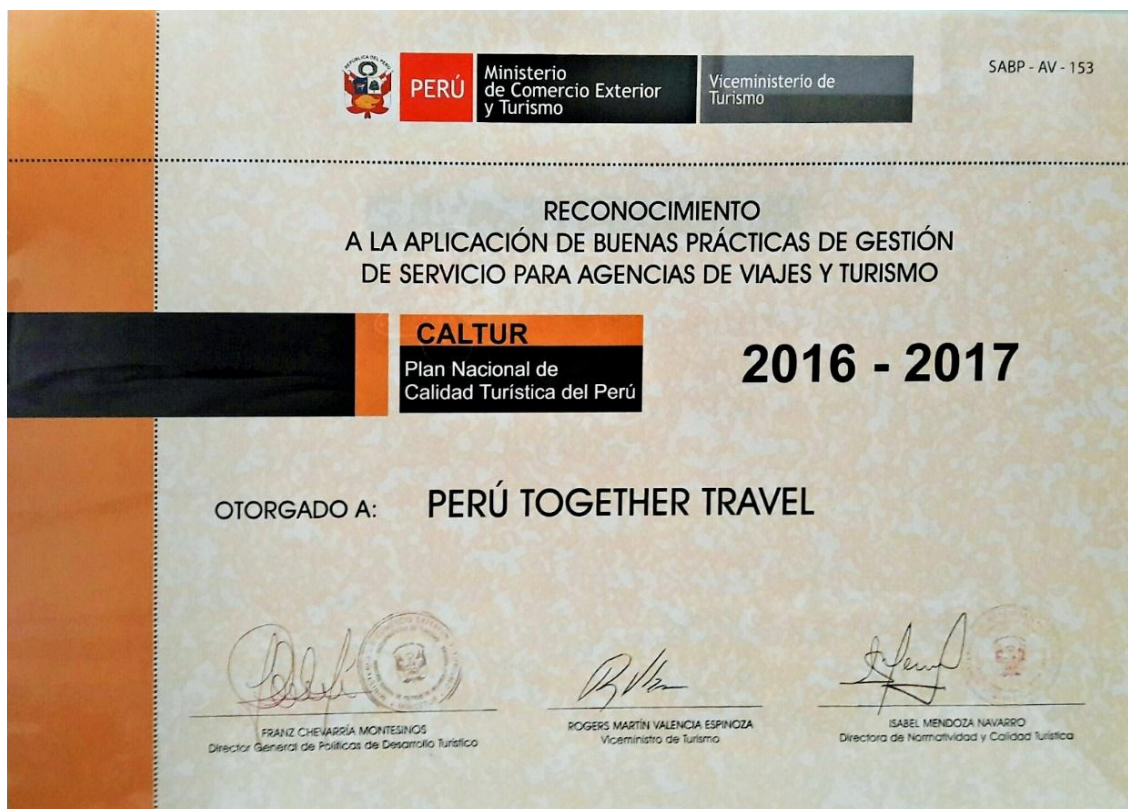 SABP - AV - 153
REPÚBLICA DEL PERÚ
PERÚ
Ministerio
de Comercio Exterior
y Turismo
Viceministerio de
Turismo
RECONOCIMIENTO
A LA APLICACIÓN DE BUENAS PRÁCTICAS DE GESTIÓN
DE SERVICIO PARA AGENCIAS DE VIAJES Y TURISMO
CALTUR
Plan Nacional de
Calidad Turística del Perú
2016 - 2017
OTORGADO A: PERÚ TOGETHER TRAVEL
FRANZ CHEVARRÍA MONTESINOS
Director General de Políticas de Desarrollo Turístico
ROGERS MARTÍN VALENCIA ESPINOZA
Viceministro de Turismo
ISABEL MENDOZA NAVARRO
Directora de Normatividad y Calidad Turística